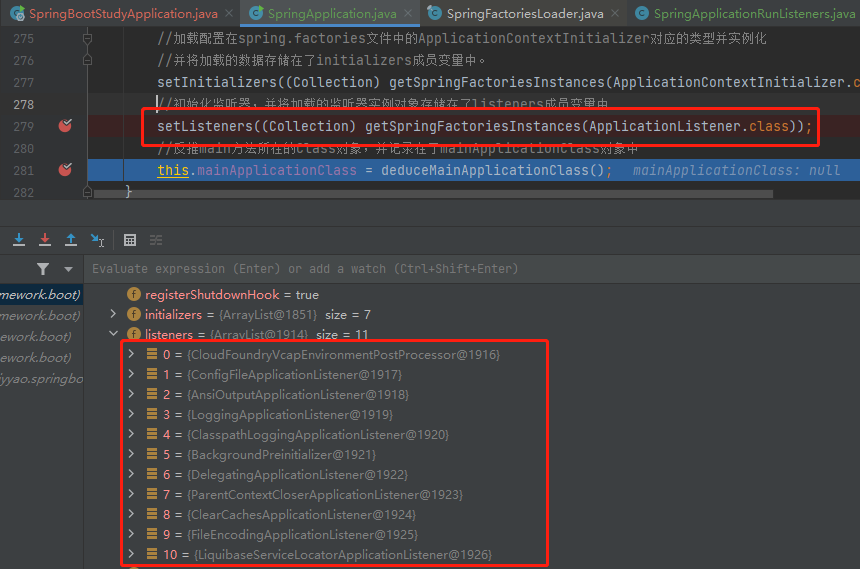 SpringBootStudyApplication.java × SpringApplication.java × SpringFactoriesLoader.java × SpringApplicationRunListeners.java
275 //加载配置在spring.factories文件中的ApplicationContextInitializer对应的类型并实例化
276 //并将加载的数据存储在了initializers成员变量中。
277 setInitializers((Collection) getSpringFactoriesInstances(ApplicationContextInitializer.c
278 //初始化监听器,并将加载的监听器实例对象存储在了listeners成员变量中
279 setListeners((Collection) getSpringFactoriesInstances(ApplicationListener.class));
280 //反推main方法所在的Class对象,并记录在了mainApplicationClass对象中
281 this.mainApplicationClass = deduceMainApplicationClass(); mainApplicationClass: null
282 }
Evaluate expression (Enter) or add a watch (Ctrl+Shift+Enter)
mework.boot) registerShutdownHook = true
mework.boot) initializers = {ArrayList@1851} size = 7
ework.boot) listeners = {ArrayList@1914} size = 11
ework.boot) 0 = {CloudFoundryVcapEnvironmentPostProcessor@1916}
iyyao.springbo 1 = {ConfigFileApplicationListener@1917}
2 = {AnsiOutputApplicationListener@1918}
3 = {LoggingApplicationListener@1919}
4 = {ClasspathLoggingApplicationListener@1920}
5 = {BackgroundPreinitializer@1921}
6 = {DelegatingApplicationListener@1922}
7 = {ParentContextCloserApplicationListener@1923}
8 = {ClearCachesApplicationListener@1924}
9 = {FileEncodingApplicationListener@1925}
10 = {LiquibaseServiceLocatorApplicationListener@1926}